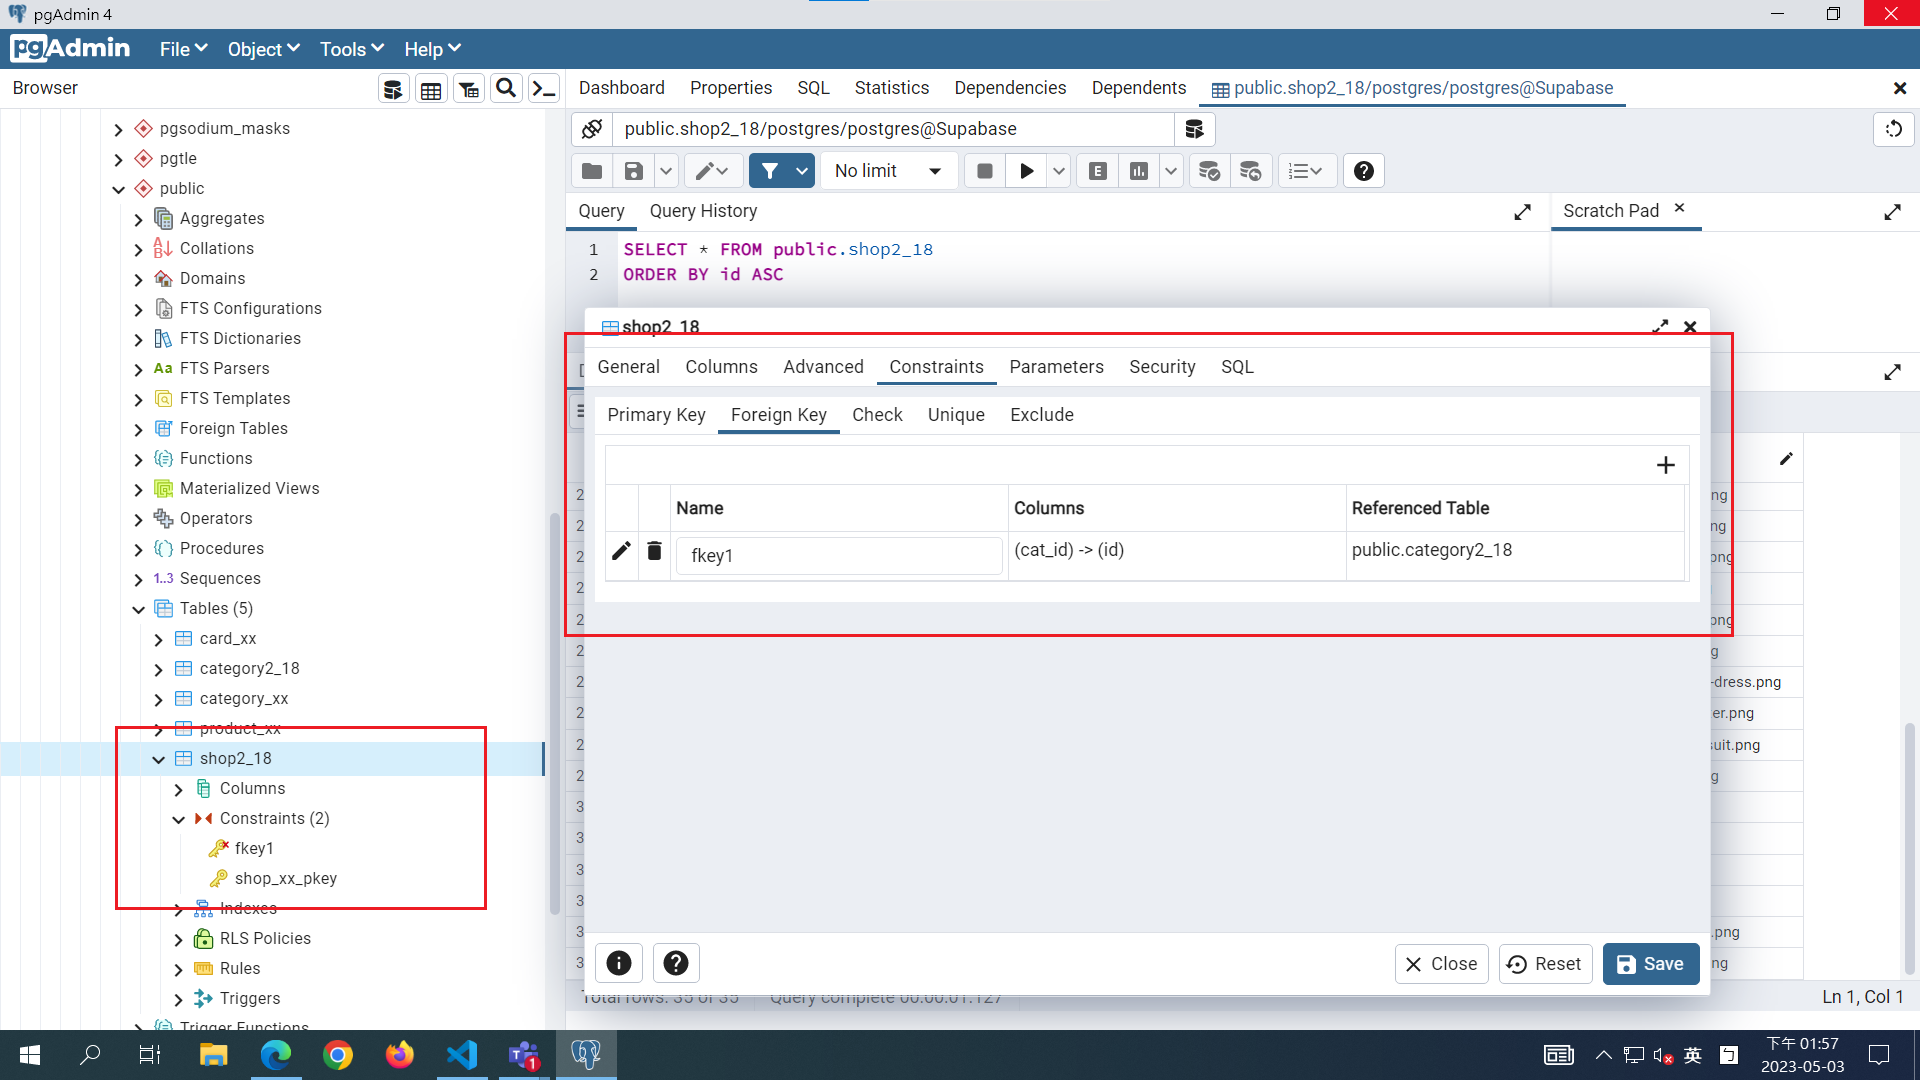 pgAdmin 4
pgAdmin File Object Tools Help
Browser
Dashboard Properties SQL Statistics Dependencies Dependents public.shop2_18/postgres/postgres@Supabase
public.shop2_18/postgres/postgres@Supabase
No limit
Query Query History
Scratch Pad
1 SELECT * FROM public.shop2_18
2 ORDER BY id ASC
pgsodium_masks
pgtle
public
Aggregates
Collations
Domains
FTS Configurations
FTS Dictionaries
FTS Parsers
FTS Templates
Foreign Tables
Functions
Materialized Views
Operators
Procedures
1..3 Sequences
Tables (5)
card_xx
category2_18
category_xx
product_xx
shop2_18
Columns
Constraints (2)
fkey1
shop_xx_pkey
Indexes
RLS Policies
Rules
Triggers
Trigger Functions
shop2_18
General Columns Advanced Constraints Parameters Security SQL
Primary Key Foreign Key Check Unique Exclude
Name Columns Referenced Table
fkey1 (cat_id) -> (id) public.category2_18
-dress.png
er.png
suit.png
.png
Close Reset Save
Total rows: 35 of 35 Query complete 00:00:01.127
Ln 1, Col 1
英
下午 01:57
2023-05-03